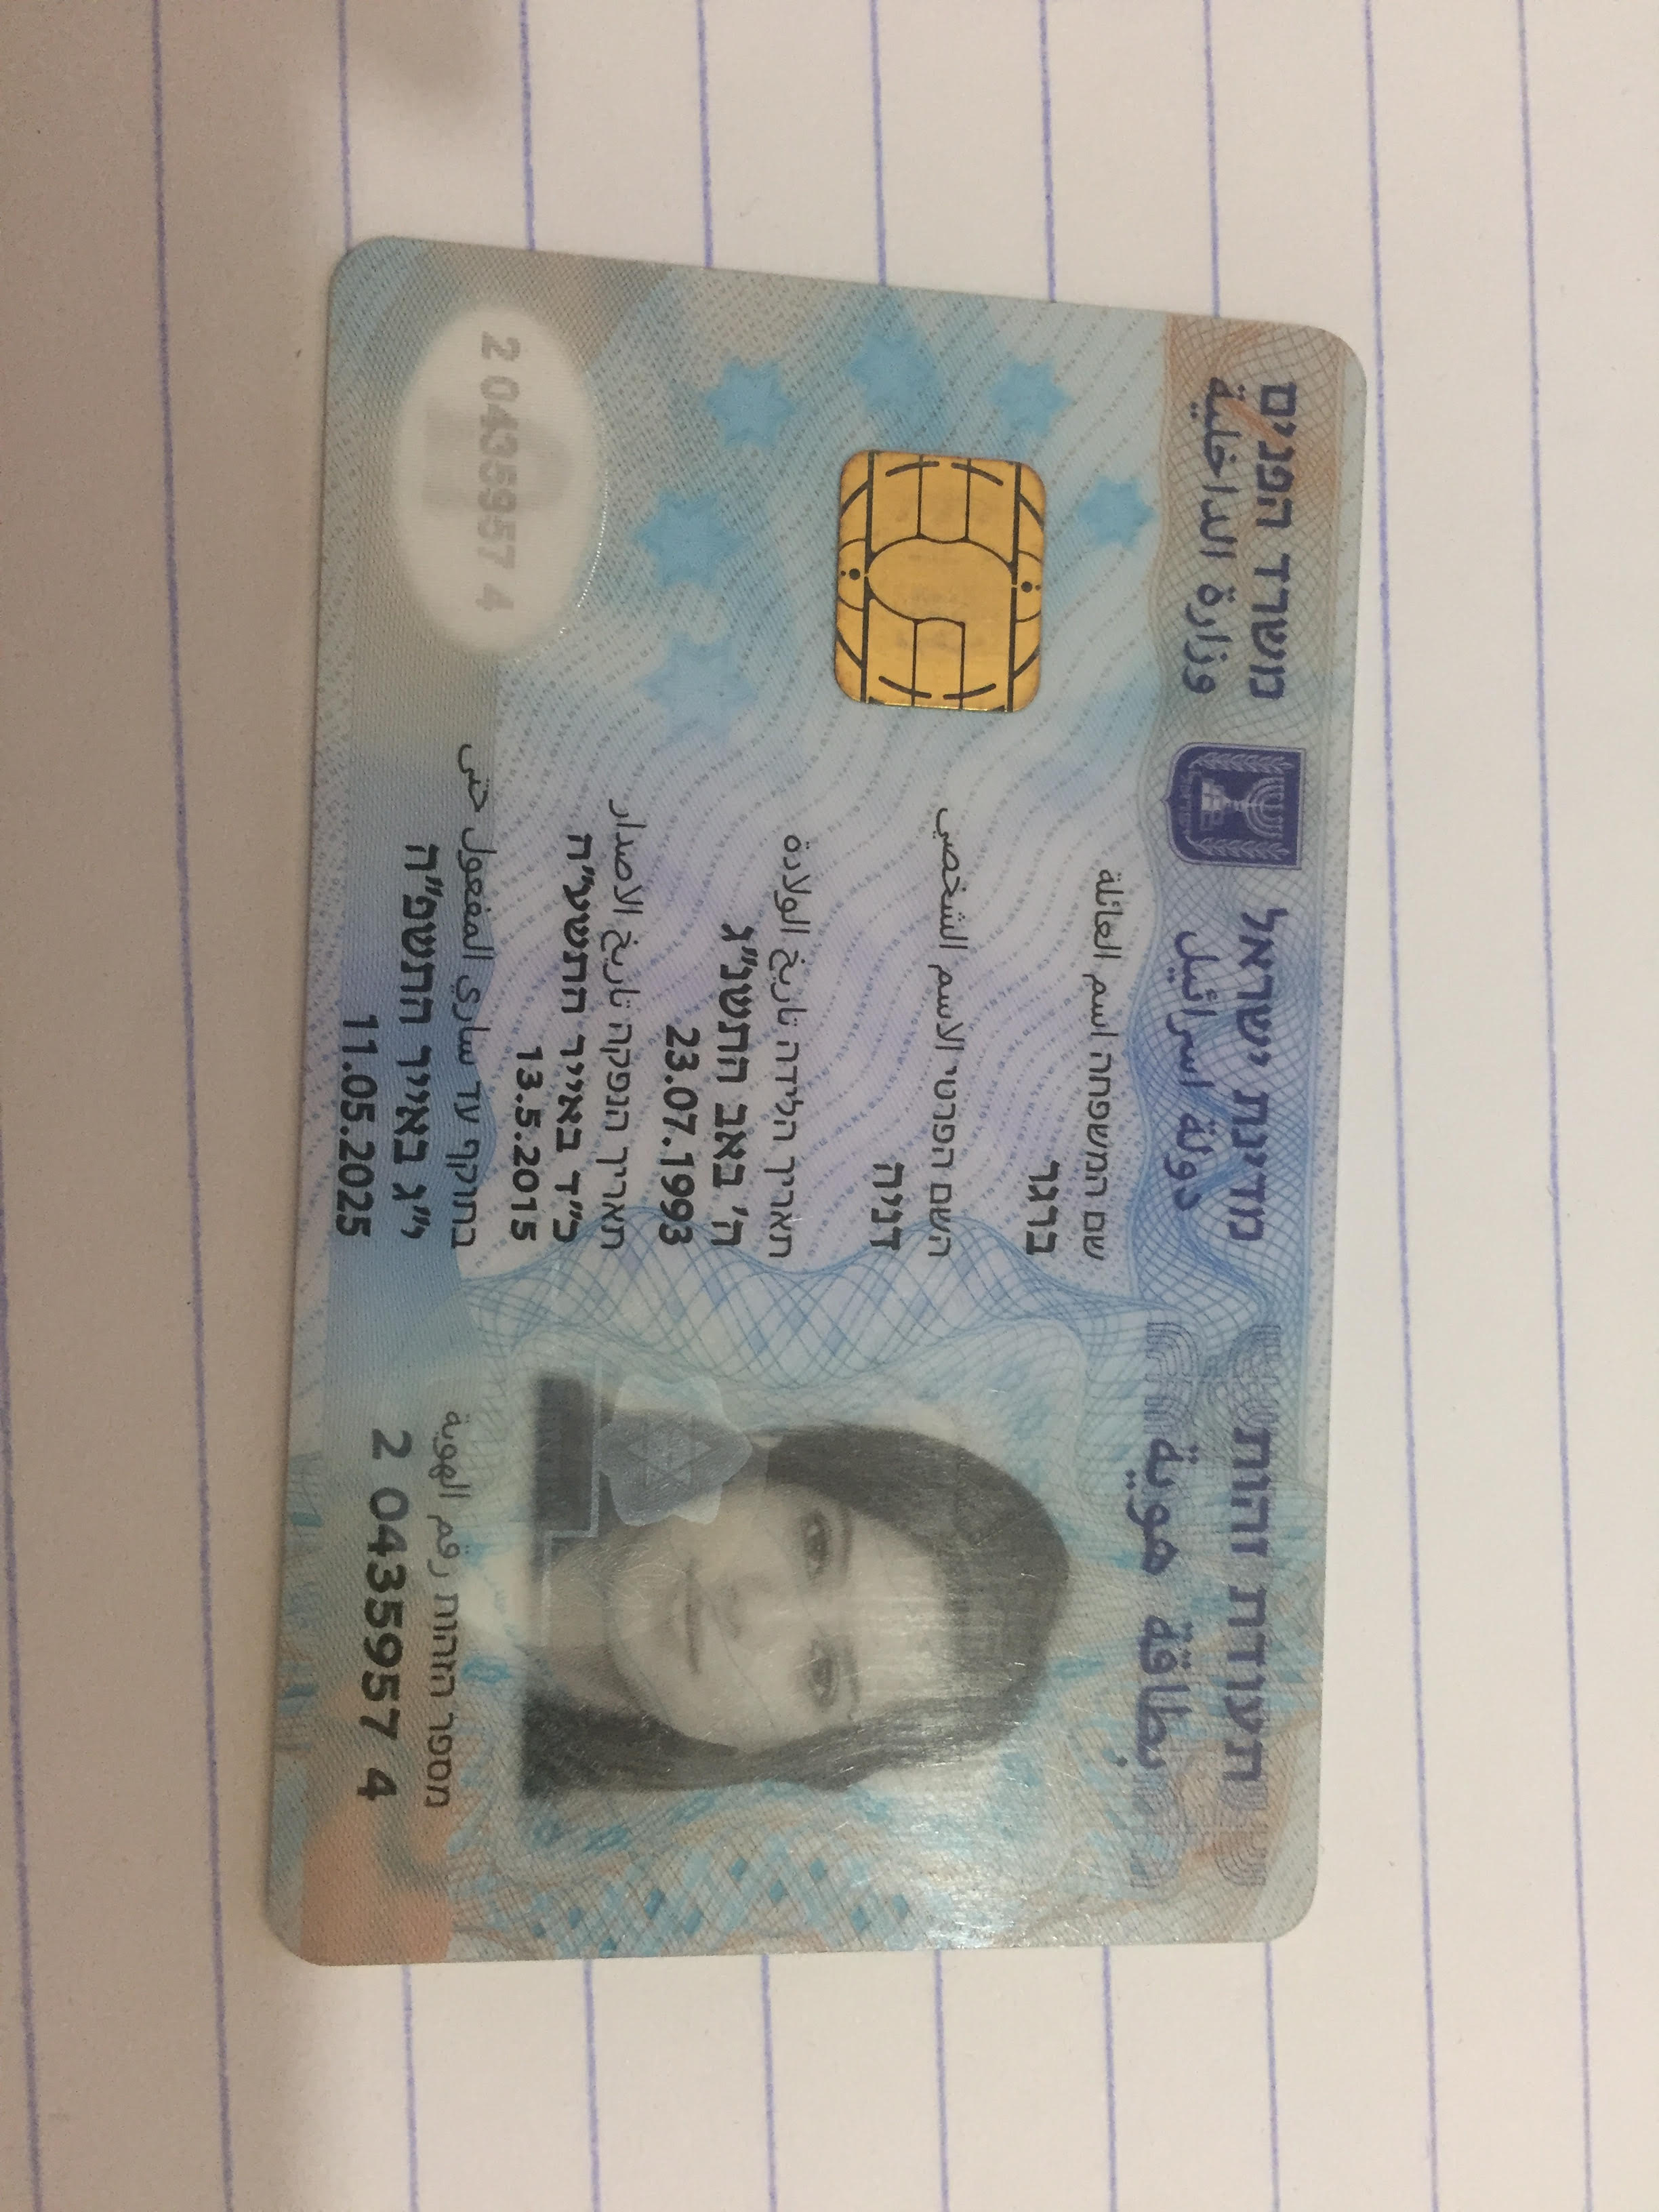 משרד הפנים
וزارة الداخلية
מדינת ישראל
دولة اسرائيل
תעודת זהות
بطاقة هوية
שם המשפחה اسم العائلة
ברגר
השם הפרטי الاسم الشخصي
דניה
תאריך הלידה تاريخ الولادة
ה' באב התשנ"ג
23.07.1993
תאריך הנפקה تاريخ الاصدار
כ"ד באייר התשע"ה
13.5.2015
בתוקף עד ساري المفعول حتى
י"ג באייר התשפ"ה
11.05.2025
מספר הזהות رقم الهوية
2 0435957 4
2 0435957 4